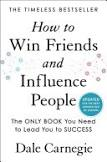 THE TIMELESS BESTSELLER
How to
Win Friends
and
Influence
People
The ONLY BOOK You
Need to Lead You to SUCCESS
UPDATED
Dale Carnegie